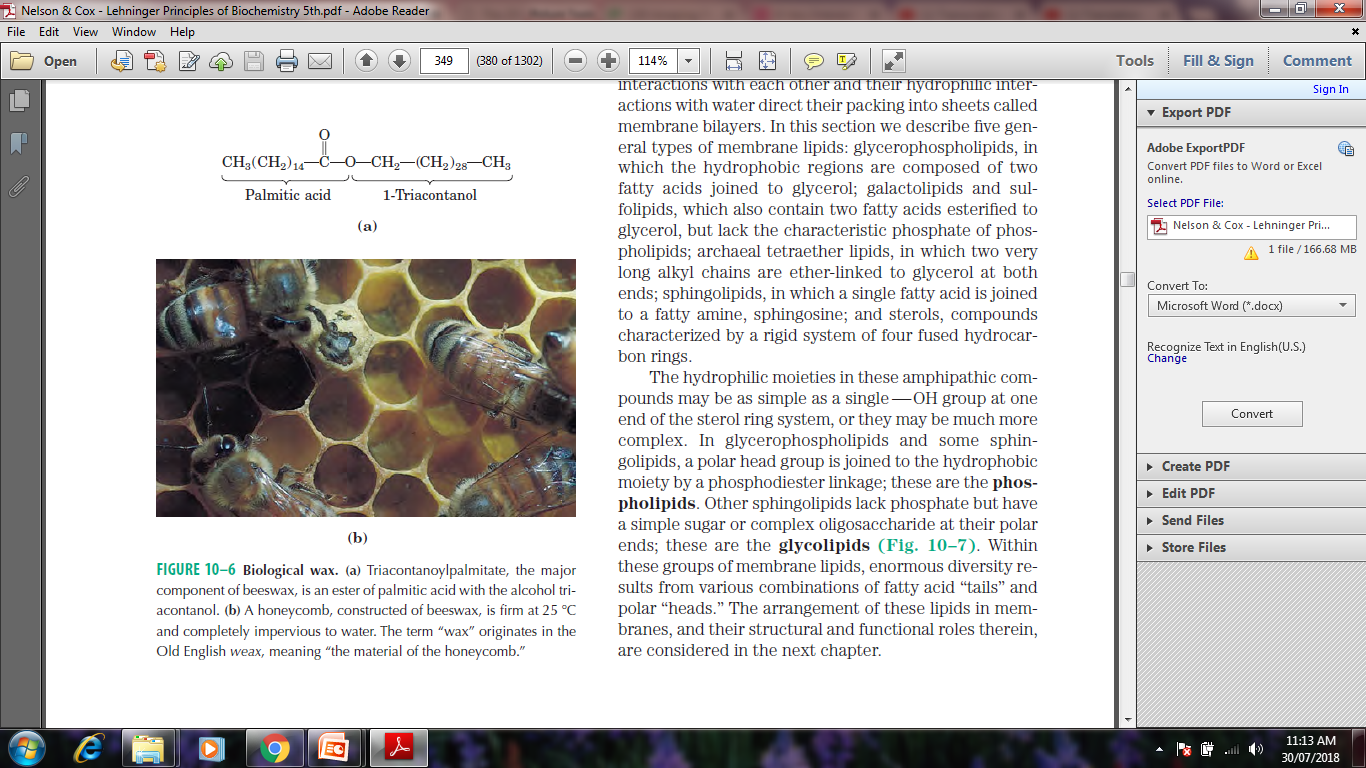 Nelson & Cox - Lehninger Principles of Biochemistry 5th.pdf - Adobe Reader
File Edit View Window Help
Open 349 (380 of 1302) 114% Tools Fill & Sign Comment
O
CH3(CH2)14—C—O—CH2—(CH2)28—CH3
Palmitic acid 1-Triacontanol
(a)
(b)
FIGURE 10–6 Biological wax. (a) Triacontanoylpalmitate, the major
component of beeswax, is an ester of palmitic acid with the alcohol tri-
acontanol. (b) A honeycomb, constructed of beeswax, is firm at 25 °C
and completely impervious to water. The term “wax” originates in the
Old English weax, meaning “the material of the honeycomb.”
interactions with each other and their hydrophilic inter-
actions with water direct their packing into sheets called
membrane bilayers. In this section we describe five gen-
eral types of membrane lipids: glycerophospholipids, in
which the hydrophobic regions are composed of two
fatty acids joined to glycerol; galactolipids and sul-
folipids, which also contain two fatty acids esterified to
glycerol, but lack the characteristic phosphate of phos-
pholipids; archaeal tetraether lipids, in which two very
long alkyl chains are ether-linked to glycerol at both
ends; sphingolipids, in which a single fatty acid is joined
to a fatty amine, sphingosine; and sterols, compounds
characterized by a rigid system of four fused hydrocar-
bon rings.
The hydrophilic moieties in these amphipathic com-
pounds may be as simple as a single —OH group at one
end of the sterol ring system, or they may be much more
complex. In glycerophospholipids and some sphin-
golipids, a polar head group is joined to the hydrophobic
moiety by a phosphodiester linkage; these are the phos-
pholipids. Other sphingolipids lack phosphate but have
a simple sugar or complex oligosaccharide at their polar
ends; these are the glycolipids (Fig. 10–7). Within
these groups of membrane lipids, enormous diversity re-
sults from various combinations of fatty acid “tails” and
polar “heads.” The arrangement of these lipids in mem-
branes, and their structural and functional roles therein,
are considered in the next chapter.
Sign In
Export PDF
Adobe ExportPDF
Convert PDF files to Word or Excel
online.
Select PDF File:
Nelson & Cox - Lehninger Pri...
1 file / 166.68 MB
Convert To:
Microsoft Word (*.docx)
Recognize Text in English(U.S.)
Change
Convert
Create PDF
Edit PDF
Send Files
Store Files
11:13 AM
30/07/2018